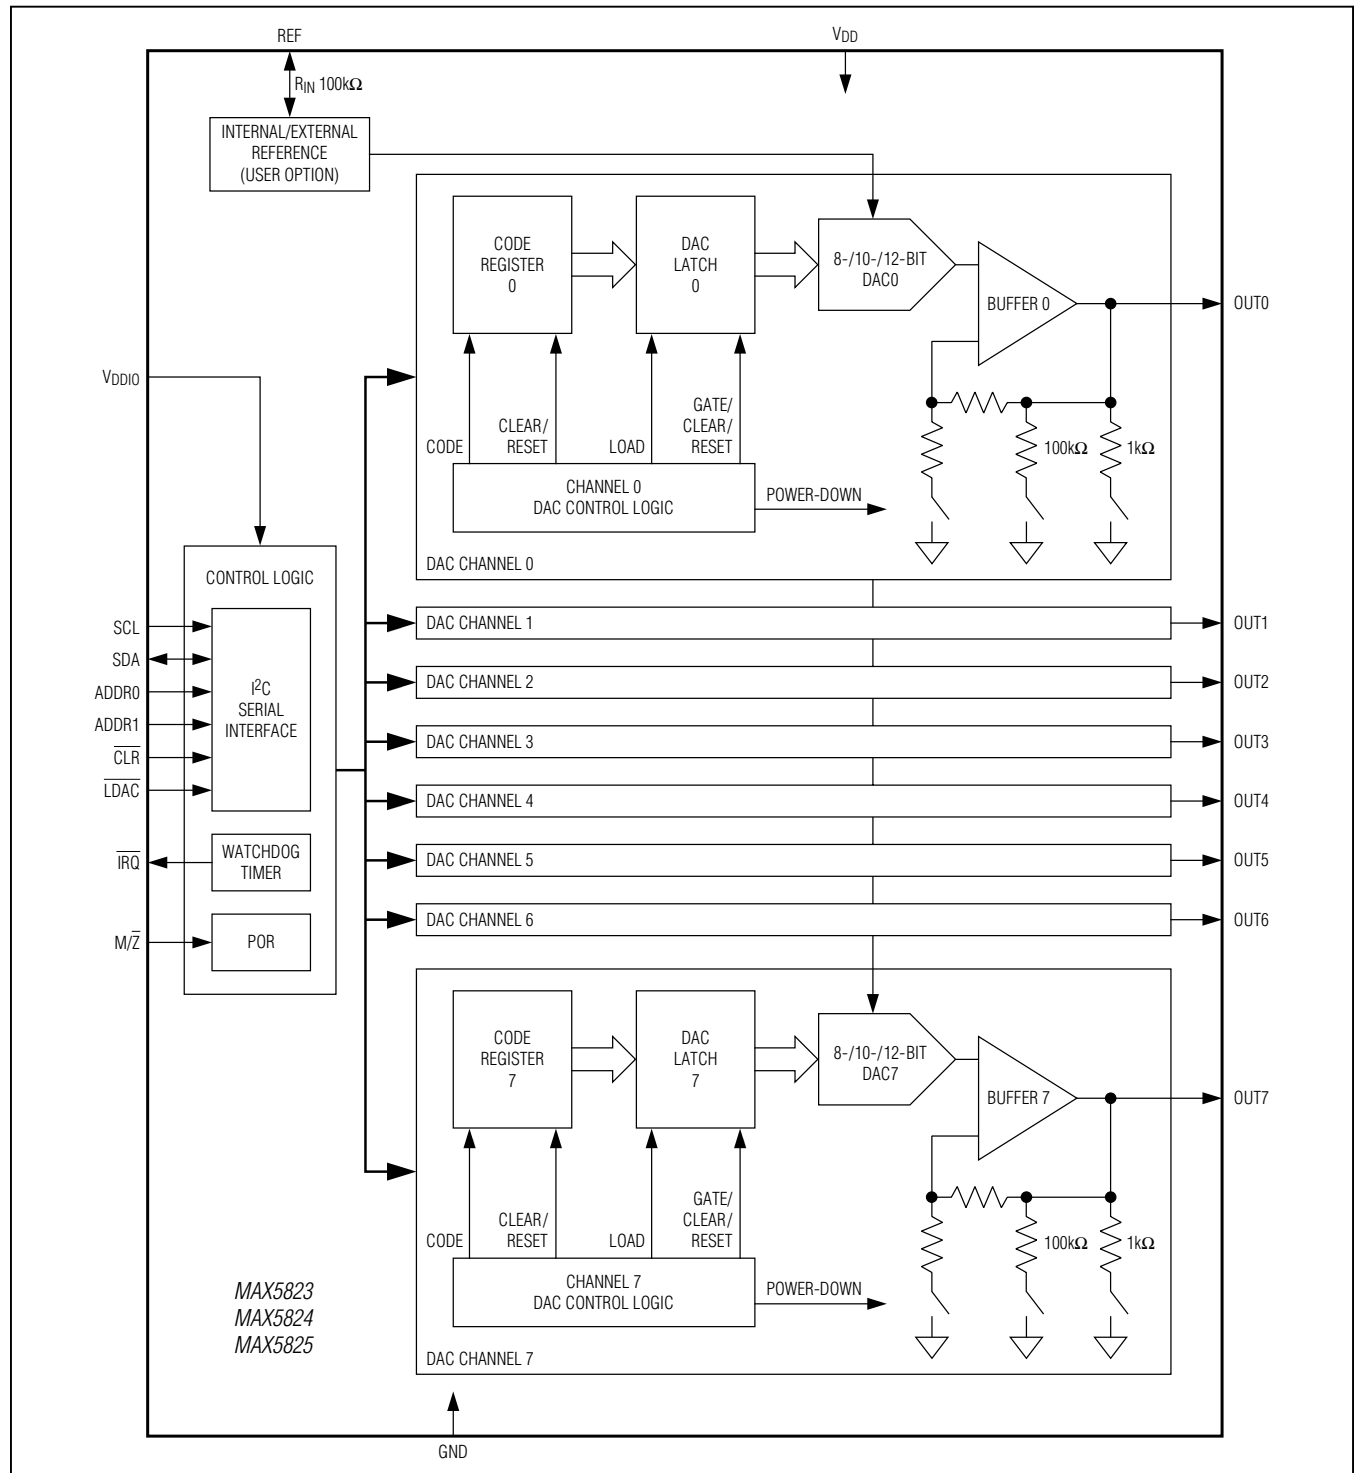 REF
VDD
RIN 100kΩ
INTERNAL/EXTERNAL
REFERENCE
(USER OPTION)
CODE
REGISTER
0
DAC
LATCH
0
8-/10-/12-BIT
DAC0
BUFFER 0
OUT0
VDDIO
CODE
CLEAR/
RESET
LOAD
GATE/
CLEAR/
RESET
100kΩ
1kΩ
CHANNEL 0
DAC CONTROL LOGIC
POWER-DOWN
DAC CHANNEL 0
CONTROL LOGIC
SCL
SDA
ADDR0
ADDR1
C̅L̅R̅
L̅D̅A̅C̅
I²C
SERIAL
INTERFACE
I̅R̅Q̅
WATCHDOG
TIMER
M/Z̅
POR
DAC CHANNEL 1
OUT1
DAC CHANNEL 2
OUT2
DAC CHANNEL 3
OUT3
DAC CHANNEL 4
OUT4
DAC CHANNEL 5
OUT5
DAC CHANNEL 6
OUT6
CODE
REGISTER
7
DAC
LATCH
7
8-/10-/12-BIT
DAC7
BUFFER 7
OUT7
CODE
CLEAR/
RESET
LOAD
GATE/
CLEAR/
RESET
100kΩ
1kΩ
CHANNEL 7
DAC CONTROL LOGIC
POWER-DOWN
DAC CHANNEL 7
MAX5823
MAX5824
MAX5825
GND